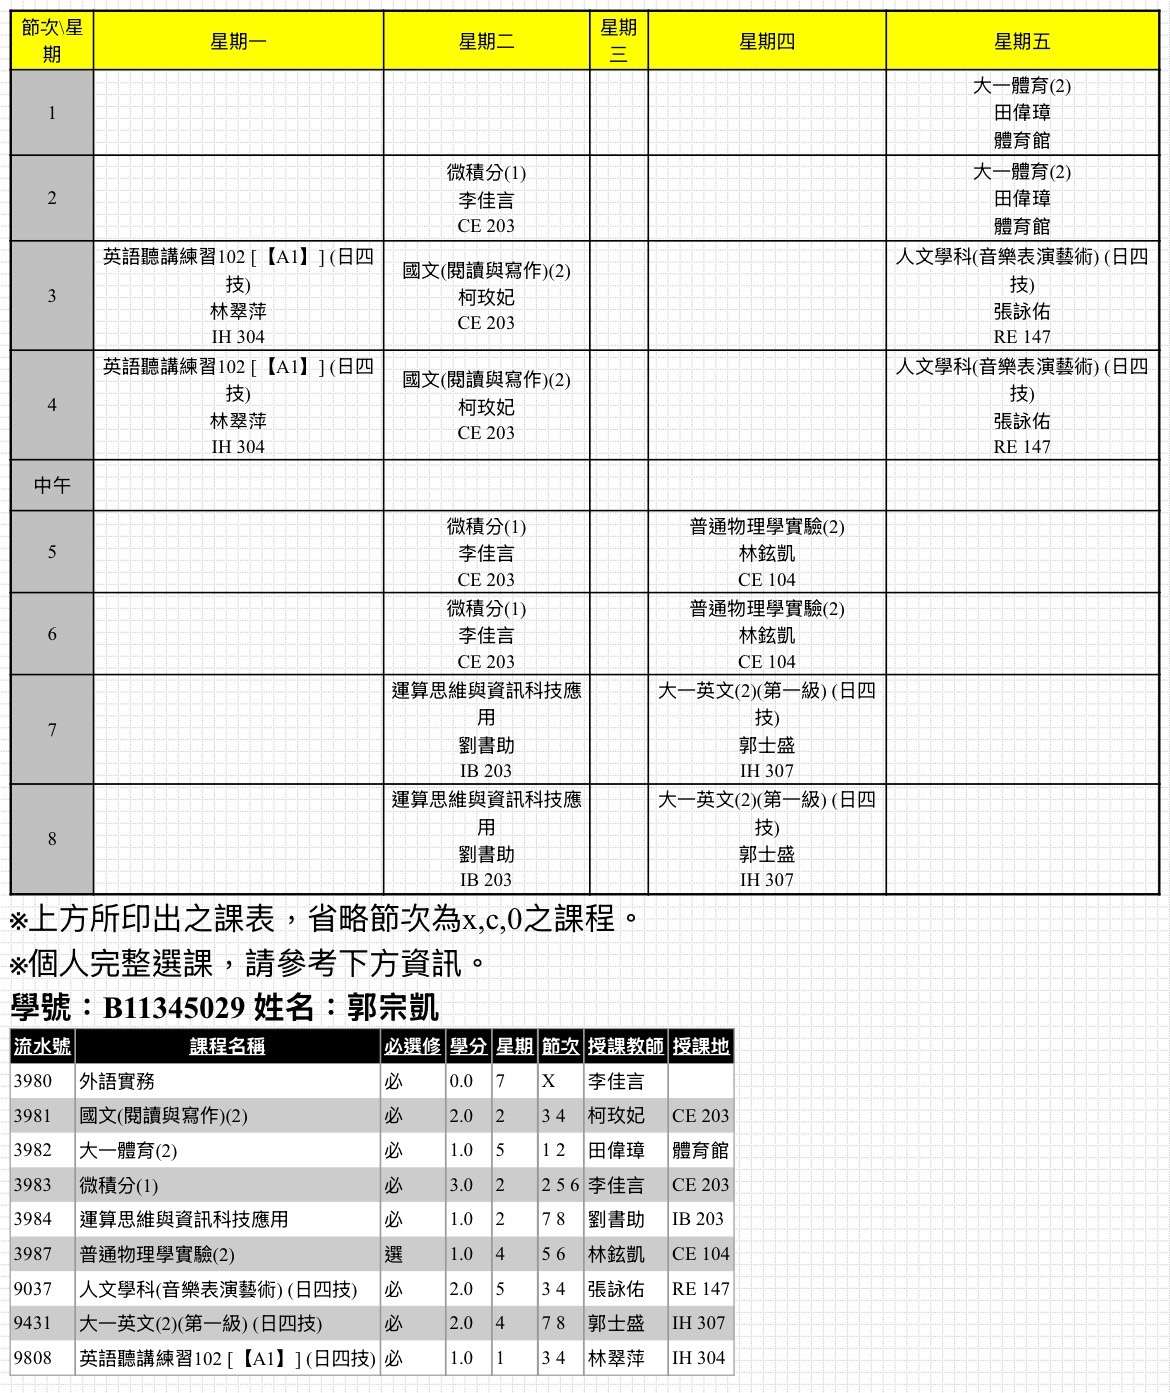 節次\星期 星期一 星期二 星期三 星期四 星期五
1
大一體育(2)
田偉璋
體育館
2
微積分(1)
李佳言
CE 203
大一體育(2)
田偉璋
體育館
3
英語聽講練習102 [【A1】] (日四技)
林翠萍
IH 304
國文(閱讀與寫作)(2)
柯玫妃
CE 203
人文學科(音樂表演藝術) (日四技)
張詠佑
RE 147
4
英語聽講練習102 [【A1】] (日四技)
林翠萍
IH 304
國文(閱讀與寫作)(2)
柯玫妃
CE 203
人文學科(音樂表演藝術) (日四技)
張詠佑
RE 147
中午
5
微積分(1)
李佳言
CE 203
普通物理學實驗(2)
林鉉凱
CE 104
6
微積分(1)
李佳言
CE 203
普通物理學實驗(2)
林鉉凱
CE 104
7
運算思維與資訊科技應用
劉書助
IB 203
大一英文(2)(第一級) (日四技)
郭士盛
IH 307
8
運算思維與資訊科技應用
劉書助
IB 203
大一英文(2)(第一級) (日四技)
郭士盛
IH 307
※上方所印出之課表，省略節次為x,c,0之課程。
※個人完整選課，請參考下方資訊。
學號：B11345029 姓名：郭宗凱
流水號 課程名稱 必選修 學分 星期 節次 授課教師 授課地
3980 外語實務 必 0.0 7 X 李佳言
3981 國文(閱讀與寫作)(2) 必 2.0 2 3 4 柯玫妃 CE 203
3982 大一體育(2) 必 1.0 5 1 2 田偉璋 體育館
3983 微積分(1) 必 3.0 2 2 5 6 李佳言 CE 203
3984 運算思維與資訊科技應用 必 1.0 2 7 8 劉書助 IB 203
3987 普通物理學實驗(2) 選 1.0 4 5 6 林鉉凱 CE 104
9037 人文學科(音樂表演藝術) (日四技) 必 2.0 5 3 4 張詠佑 RE 147
9431 大一英文(2)(第一級) (日四技) 必 2.0 4 7 8 郭士盛 IH 307
9808 英語聽講練習102 [【A1】] (日四技) 必 1.0 1 3 4 林翠萍 IH 304